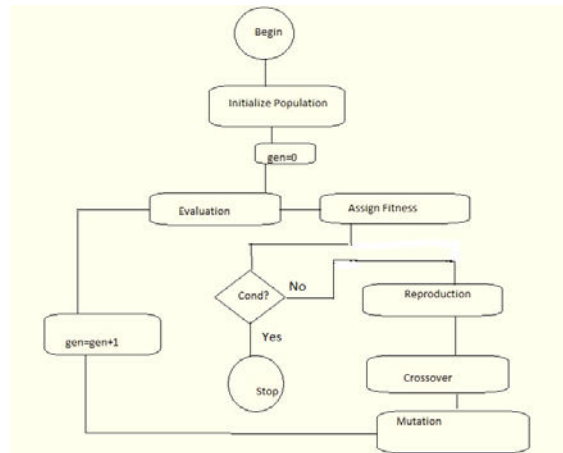 Begin
Initialize Population
gen=0
Evaluation
Assign Fitness
Cond?
No
Reproduction
Yes
gen=gen+1
Crossover
Stop
Mutation